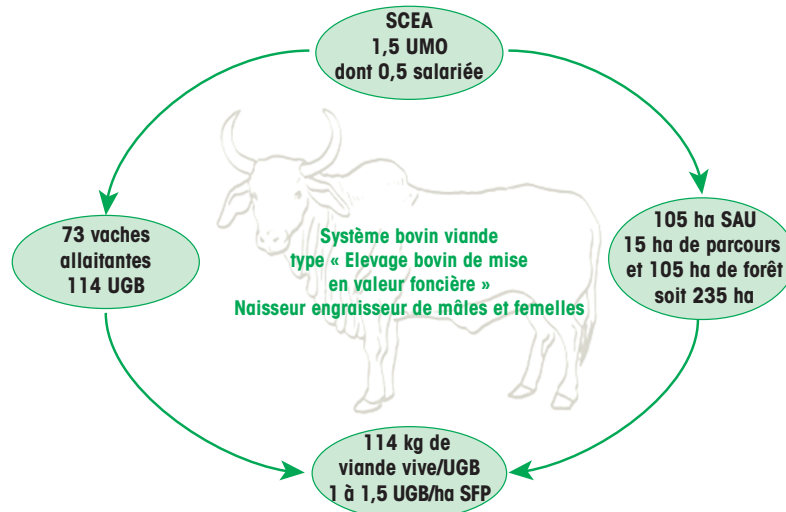 SCEA
1,5 UMO
dont 0,5 salariée
73 vaches
allaitantes
114 UGB
Système bovin viande
type « Elevage bovin de mise
en valeur foncière »
Naisseur engraisseur de mâles et femelles
105 ha SAU
15 ha de parcours
et 105 ha de forêt
soit 235 ha
114 kg de
viande vive/UGB
1 à 1,5 UGB/ha SFP